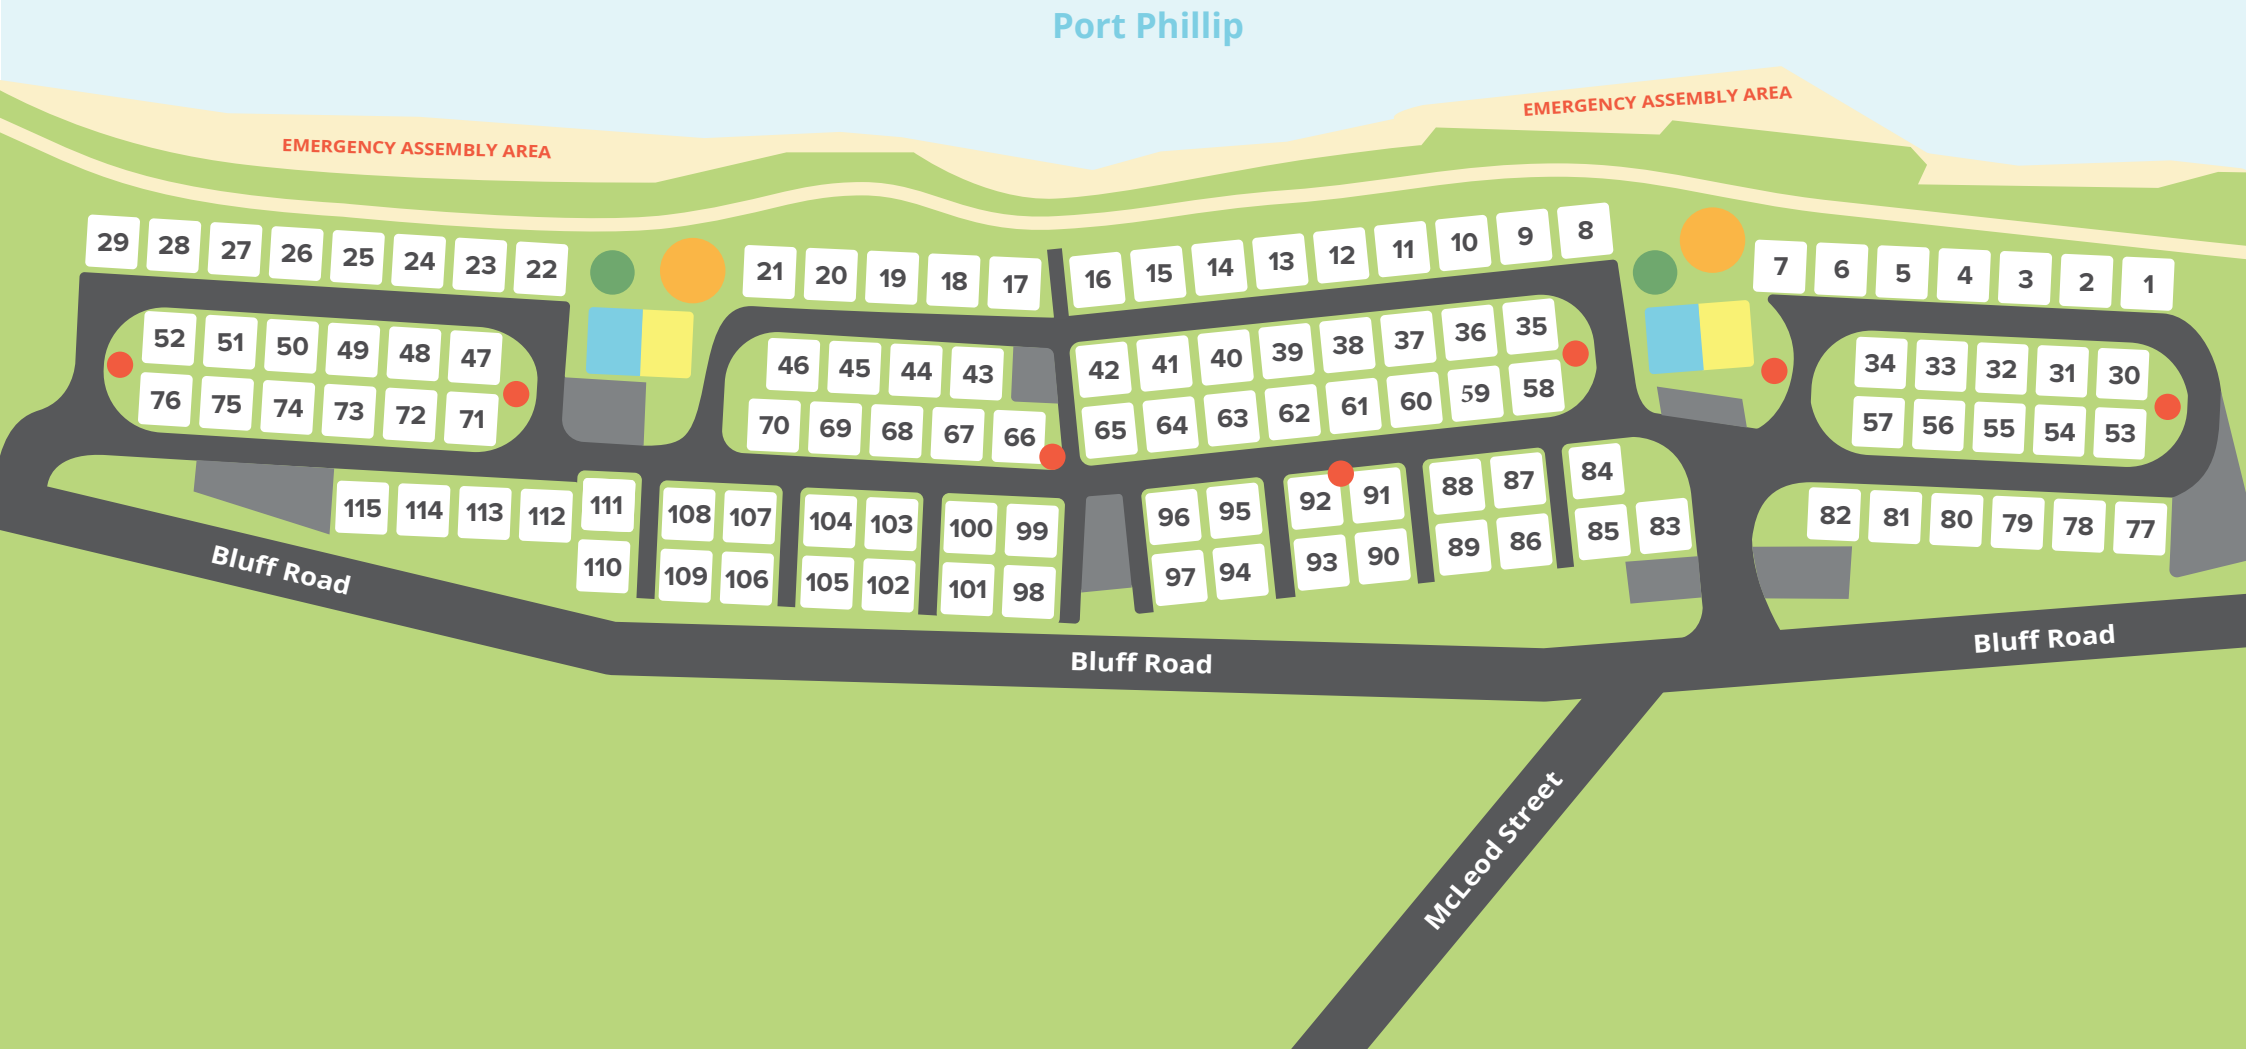 Port Phillip
EMERGENCY ASSEMBLY AREA
EMERGENCY ASSEMBLY AREA
29 28 27 26 25 24 23 22
21 20 19 18 17
16 15 14 13 12 11 10 9 8
7 6 5 4 3 2 1
52 51 50 49 48 47
76 75 74 73 72 71
46 45 44 43
70 69 68 67 66
42 41 40 39 38 37 36 35
65 64 63 62 61 60 59 58
34 33 32 31 30
57 56 55 54 53
115 114 113 112 111
110
108 107
109 106
104 103
105 102
100 99
101 98
96 95
97 94
92 91
93 90
88 87
89 86
84
85 83
82 81 80 79 78 77
Bluff Road
Bluff Road
Bluff Road
McLeod Street